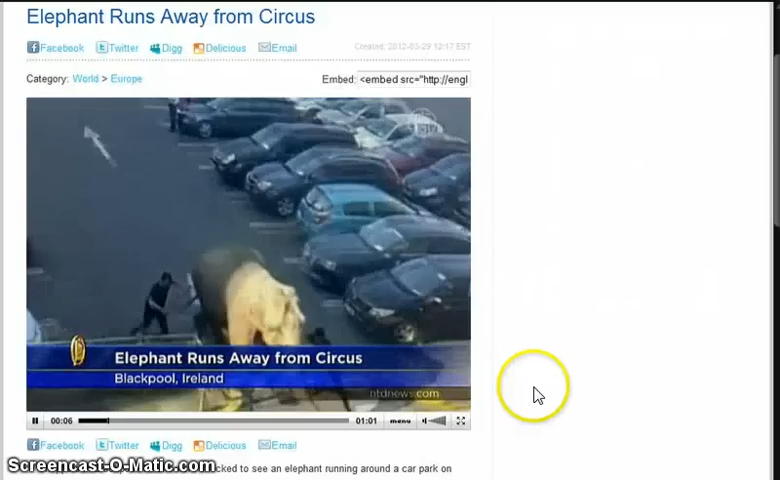 Elephant Runs Away from Circus
Facebook Twitter Digg Delicious Email Created: 2012-03-29 12:17 EST
Category: World > Europe Embed: <embed src="http://engl
Elephant Runs Away from Circus
Blackpool, Ireland
ntdnews.com
00:06 01:01 menu
Facebook Twitter Digg Delicious Email
Screencast-O-Matic.com cked to see an elephant running around a car park on